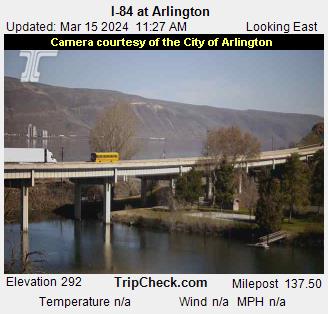 I-84 at Arlington
Updated: Mar 15 2024 11:27 AM Looking East
Camera courtesy of the City of Arlington
Elevation 292 TripCheck.com Milepost 137.50
Temperature n/a Wind n/a MPH n/a